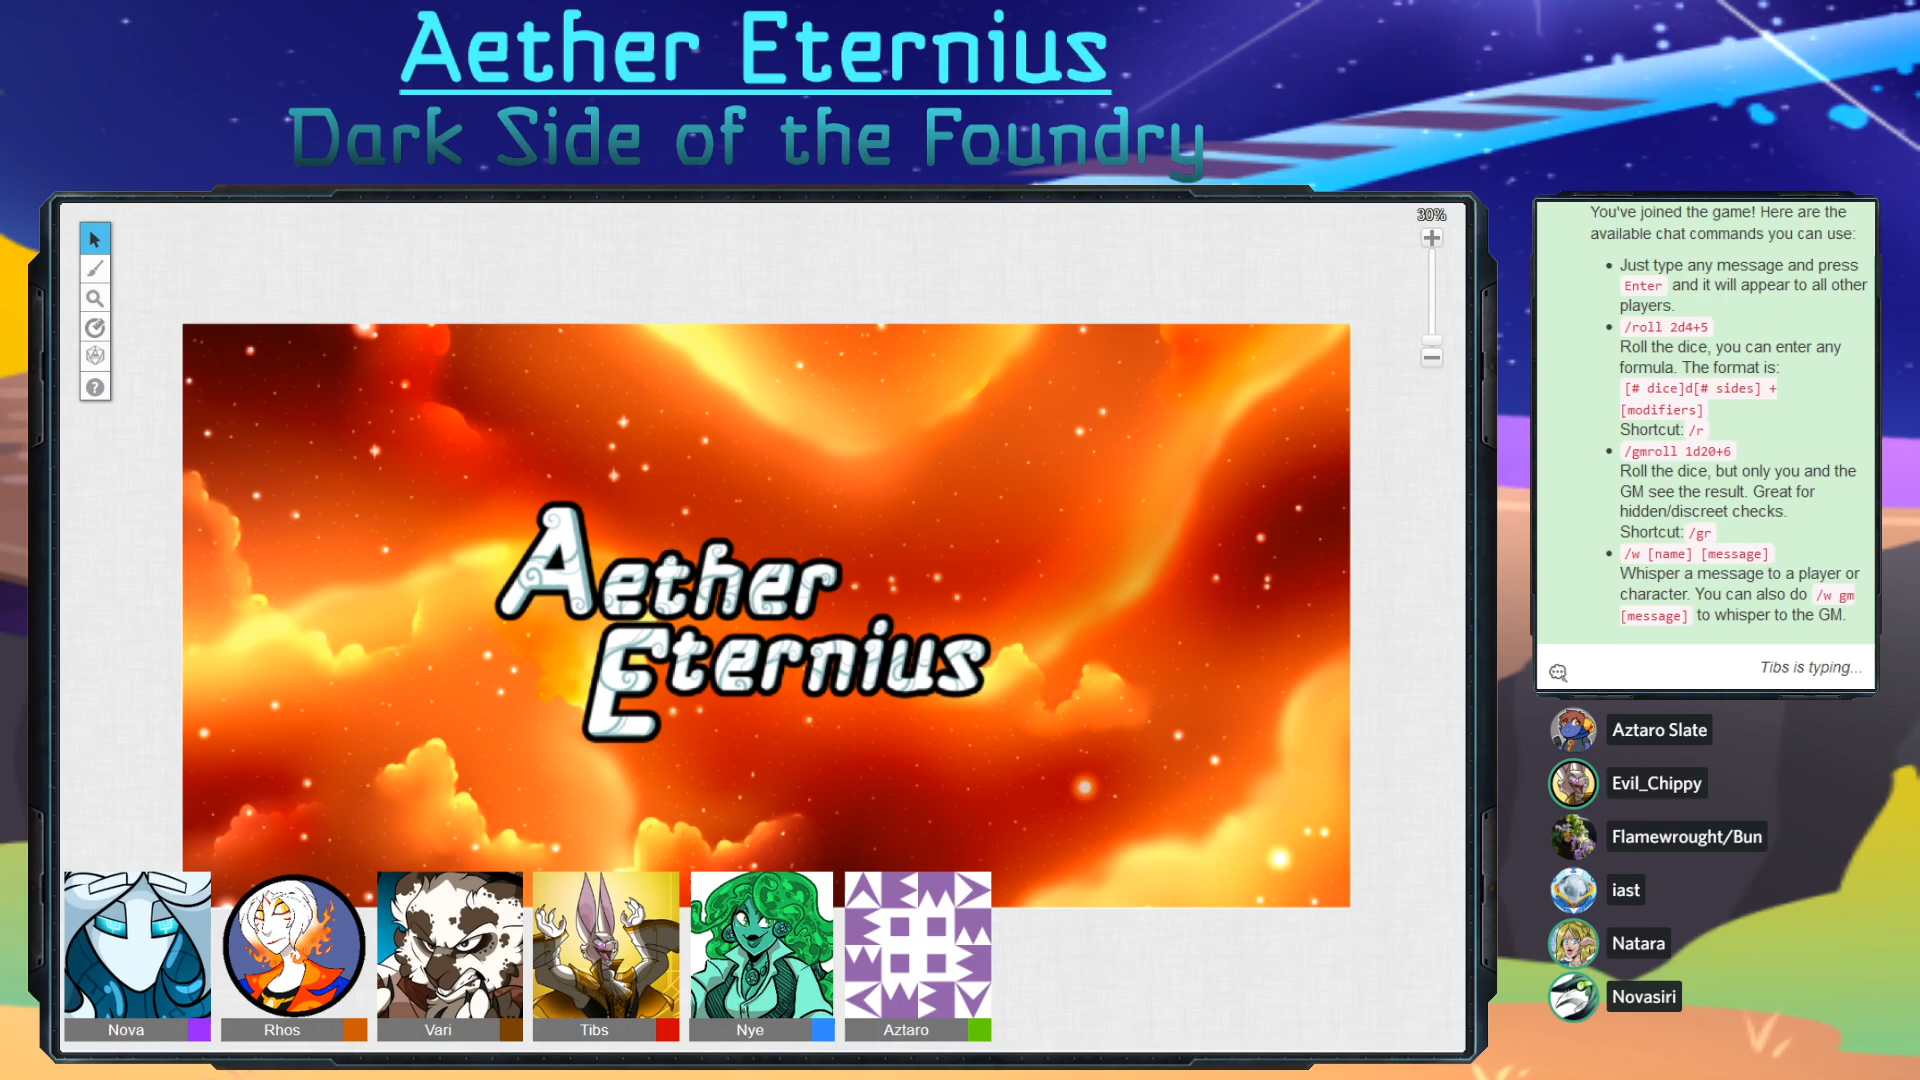 Aether Eternius
Dark Side of the Foundry
30%
Aether
Eternius
Nova
Rhos
Vari
Tibs
Nye
Aztaro
You've joined the game! Here are the
available chat commands you can use:
Just type any message and press
Enter and it will appear to all other
players.
/roll 2d4+5
Roll the dice, you can enter any
formula. The format is:
[# dice]d[# sides] +
[modifiers]
Shortcut: /r
/gmroll 1d20+6
Roll the dice, but only you and the
GM see the result. Great for
hidden/discreet checks.
Shortcut: /gr
/w [name] [message]
Whisper a message to a player or
character. You can also do /w gm
[message] to whisper to the GM.
Tibs is typing...
Aztaro Slate
Evil_Chippy
Flamewrought/Bun
iast
Natara
Novasiri